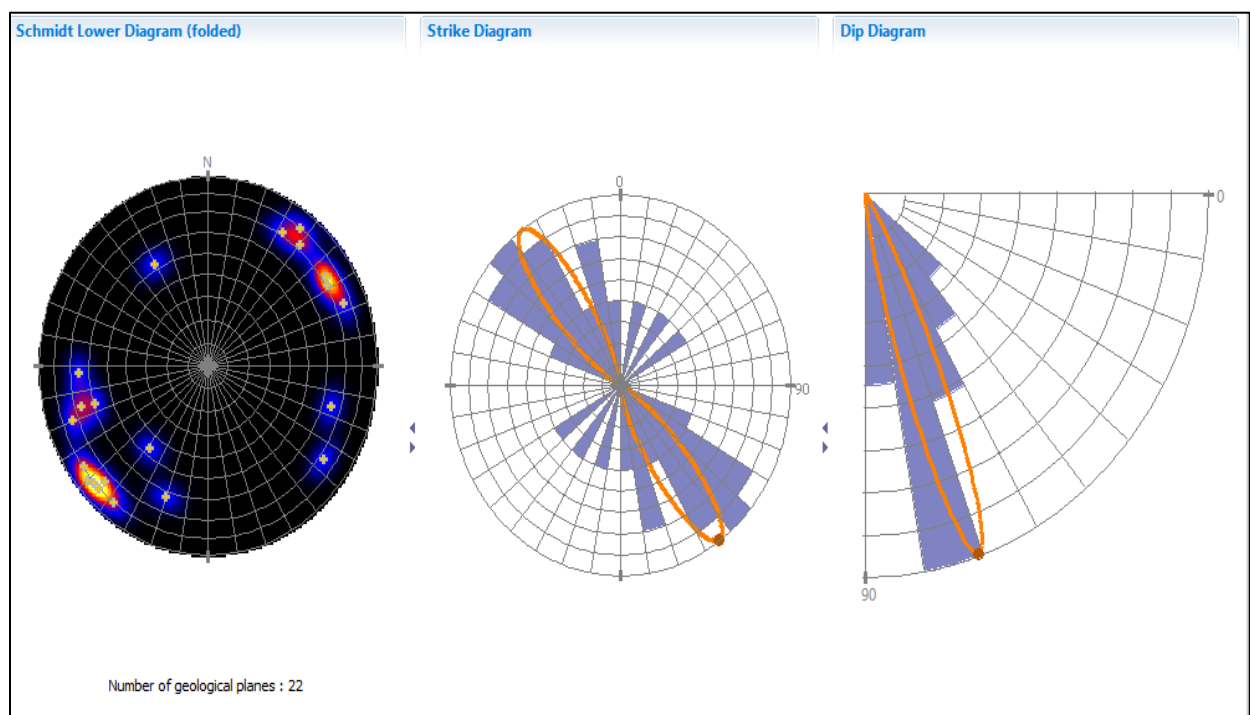 Schmidt Lower Diagram (folded)
Strike Diagram
Dip Diagram
N
0
90
0
90
Number of geological planes : 22